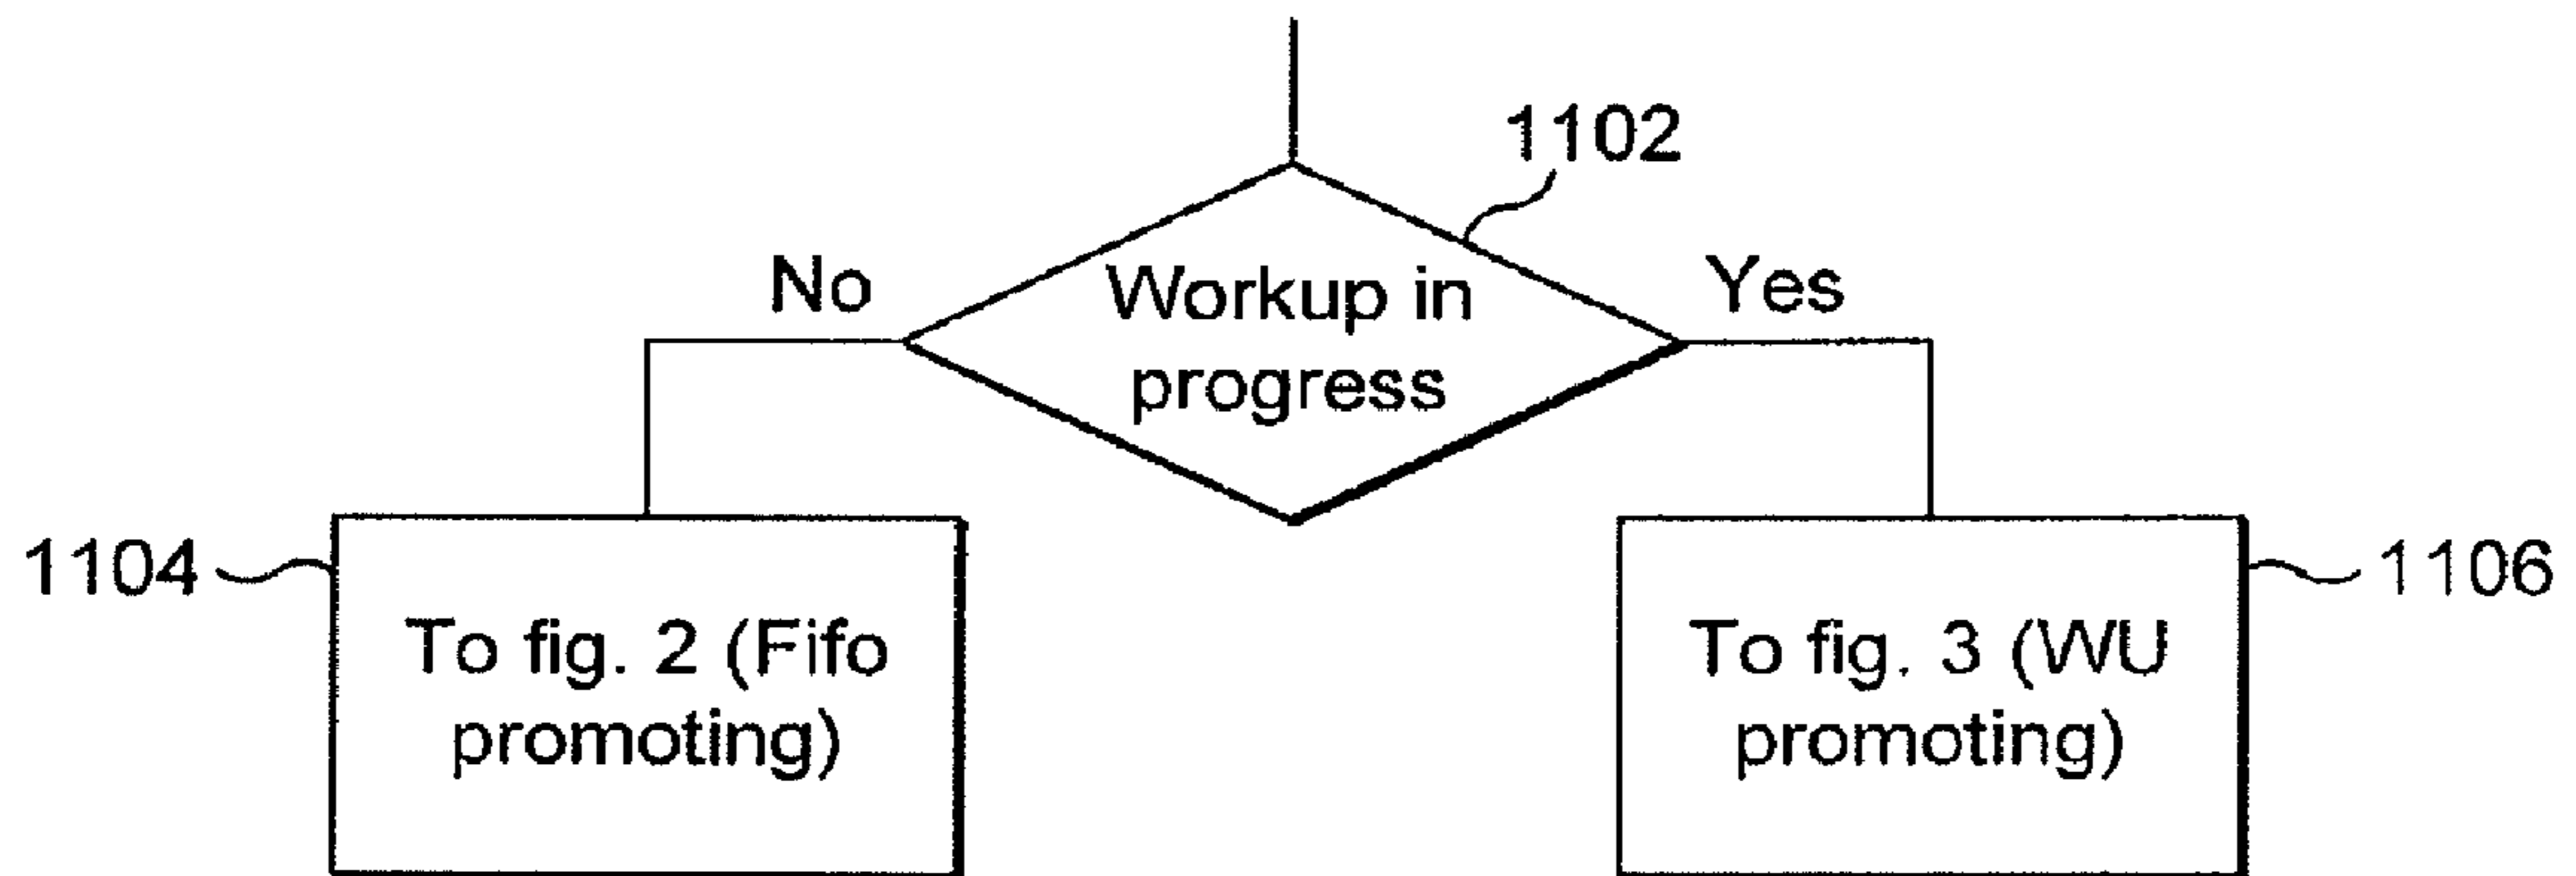 1102
No
Workup in
progress
Yes
1104
To fig. 2 (Fifo
promoting)
To fig. 3 (WU
promoting)
1106